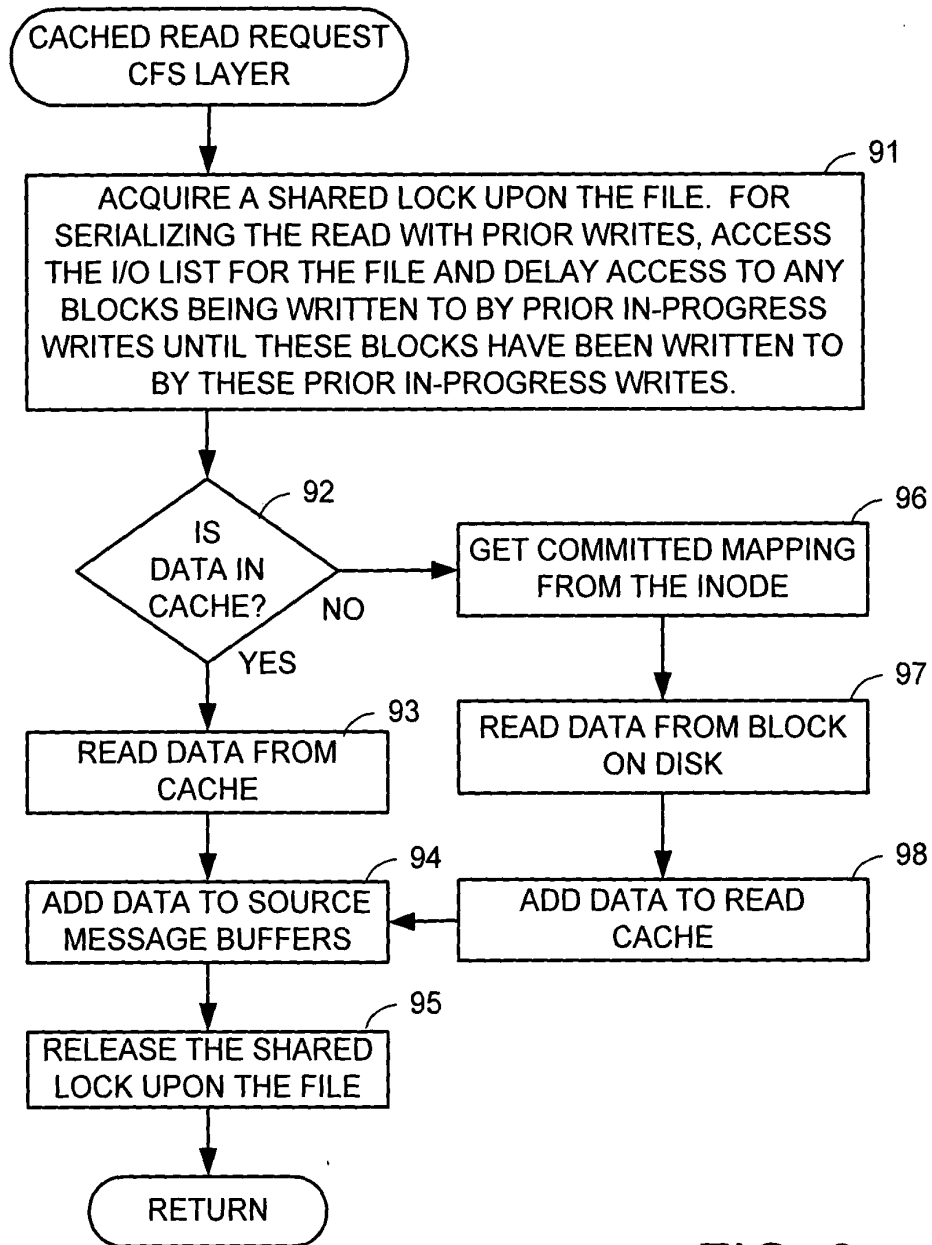 CACHED READ REQUEST
CFS LAYER
91
ACQUIRE A SHARED LOCK UPON THE FILE. FOR
SERIALIZING THE READ WITH PRIOR WRITES, ACCESS
THE I/O LIST FOR THE FILE AND DELAY ACCESS TO ANY
BLOCKS BEING WRITTEN TO BY PRIOR IN-PROGRESS
WRITES UNTIL THESE BLOCKS HAVE BEEN WRITTEN TO
BY THESE PRIOR IN-PROGRESS WRITES.
92
IS
DATA IN
CACHE?
NO
YES
96
GET COMMITTED MAPPING
FROM THE INODE
93
READ DATA FROM
CACHE
97
READ DATA FROM BLOCK
ON DISK
94
ADD DATA TO SOURCE
MESSAGE BUFFERS
98
ADD DATA TO READ
CACHE
95
RELEASE THE SHARED
LOCK UPON THE FILE
RETURN